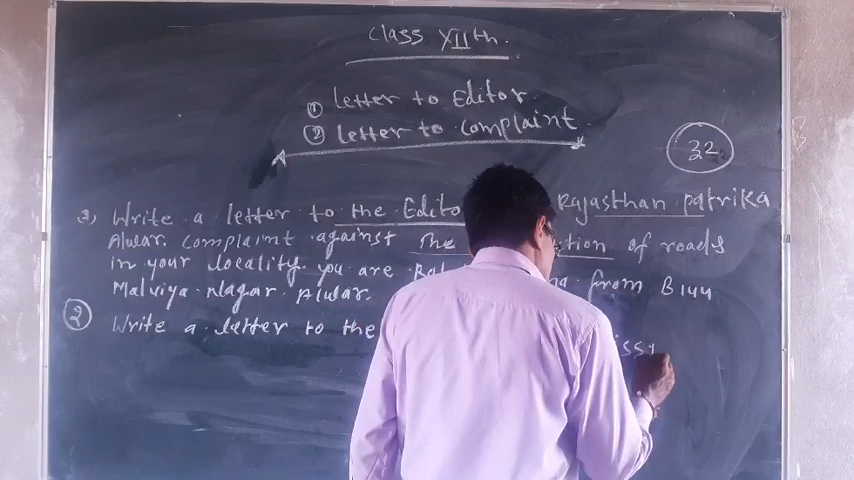 Class XIIth.
① letter to Editor.
② letter to complaint
32
1) Write a letter to the Edito Rajasthan patrika
Alwar complaint against The tion of roads
in your locality. you are from B144
Malviya Nagar. Alwar.
② Write a letter to the